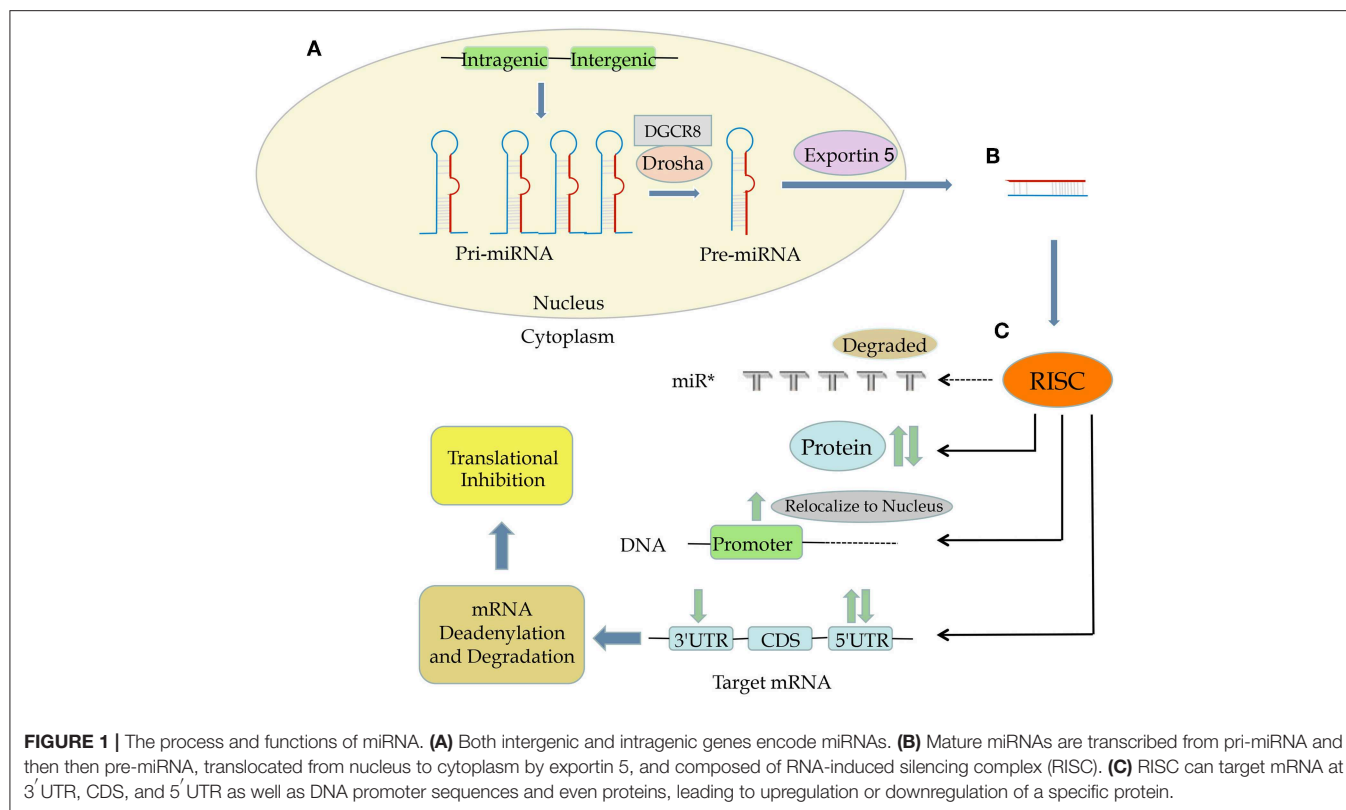 A
Intragenic Intergenic
DGCR8
Drosha
Exportin 5
B
Pri-miRNA
Pre-miRNA
Nucleus
Cytoplasm
C
Degraded
miR*
RISC
Protein
Translational
Inhibition
Relocalize to Nucleus
DNA
Promoter
mRNA
Deadenylation
and Degradation
3'UTR CDS 5'UTR
Target mRNA
FIGURE 1 | The process and functions of miRNA. (A) Both intergenic and intragenic genes encode miRNAs. (B) Mature miRNAs are transcribed from pri-miRNA and
then then pre-miRNA, translocated from nucleus to cytoplasm by exportin 5, and composed of RNA-induced silencing complex (RISC). (C) RISC can target mRNA at
3′UTR, CDS, and 5′UTR as well as DNA promoter sequences and even proteins, leading to upregulation or downregulation of a specific protein.